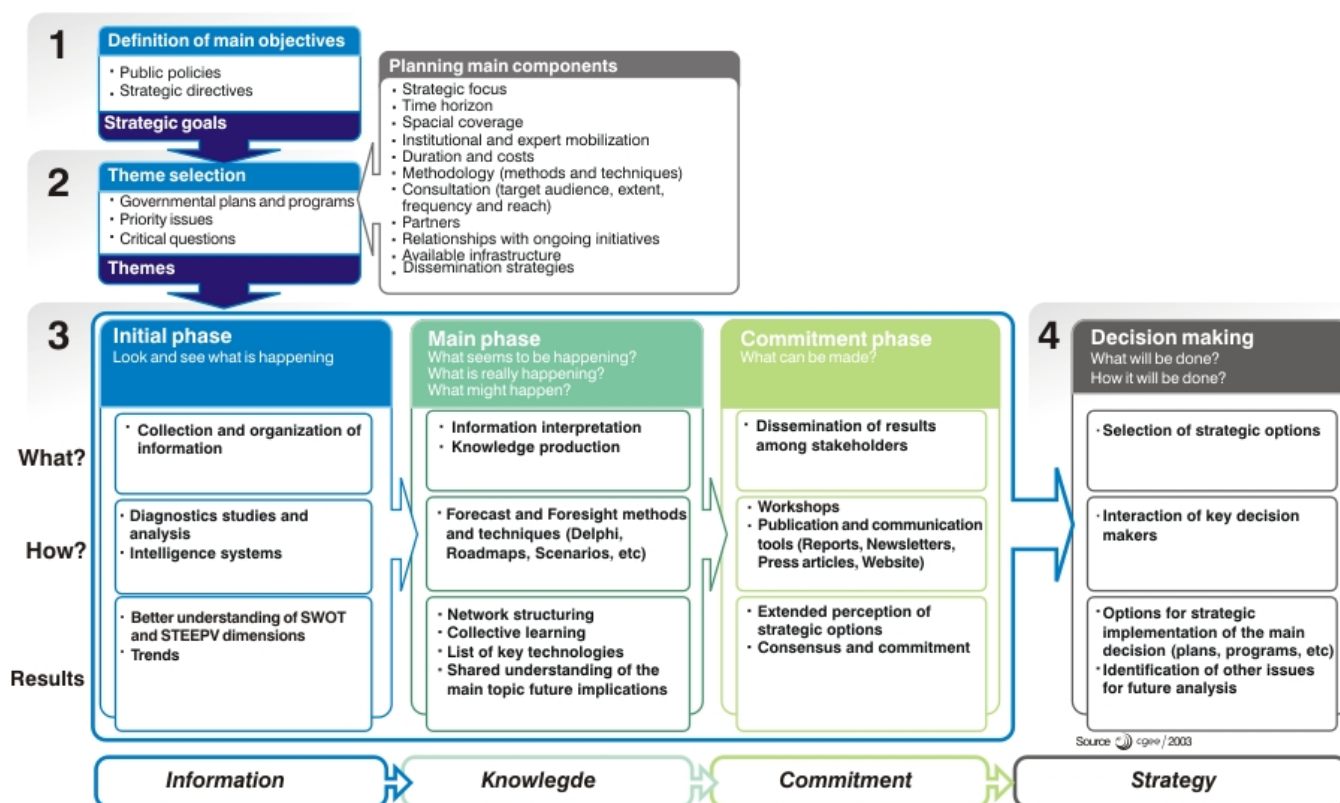 1
Definition of main objectives
· Public policies
· Strategic directives
Strategic goals
2
Theme selection
· Governmental plans and programs
· Priority issues
· Critical questions
Themes
Planning main components
· Strategic focus
· Time horizon
· Spacial coverage
· Institutional and expert mobilization
· Duration and costs
· Methodology (methods and techniques)
· Consultation (target audience, extent,
frequency and reach)
· Partners
· Relationships with ongoing initiatives
· Available infrastructure
· Dissemination strategies
3
Initial phase
Look and see what is happening
Main phase
What seems to be happening?
What is really happening?
What might happen?
Commitment phase
What can be made?
4
Decision making
What will be done?
How it will be done?
What?
· Collection and organization of
information
· Information interpretation
· Knowledge production
· Dissemination of results
among stakeholders
· Selection of strategic options
How?
· Diagnostics studies and
analysis
· Intelligence systems
· Forecast and Foresight methods
and techniques (Delphi,
Roadmaps, Scenarios, etc)
· Workshops
· Publication and communication
tools (Reports, Newsletters,
Press articles, Website)
· Interaction of key decision
makers
Results
· Better understanding of SWOT
and STEEPV dimensions
· Trends
· Network structuring
· Collective learning
· List of key technologies
· Shared understanding of the
main topic future implications
· Extended perception of
strategic options
· Consensus and commitment
· Options for strategic
implementation of the main
decision (plans, programs, etc)
· Identification of other issues
for future analysis
Source cgee/2003
Information
Knowlegde
Commitment
Strategy